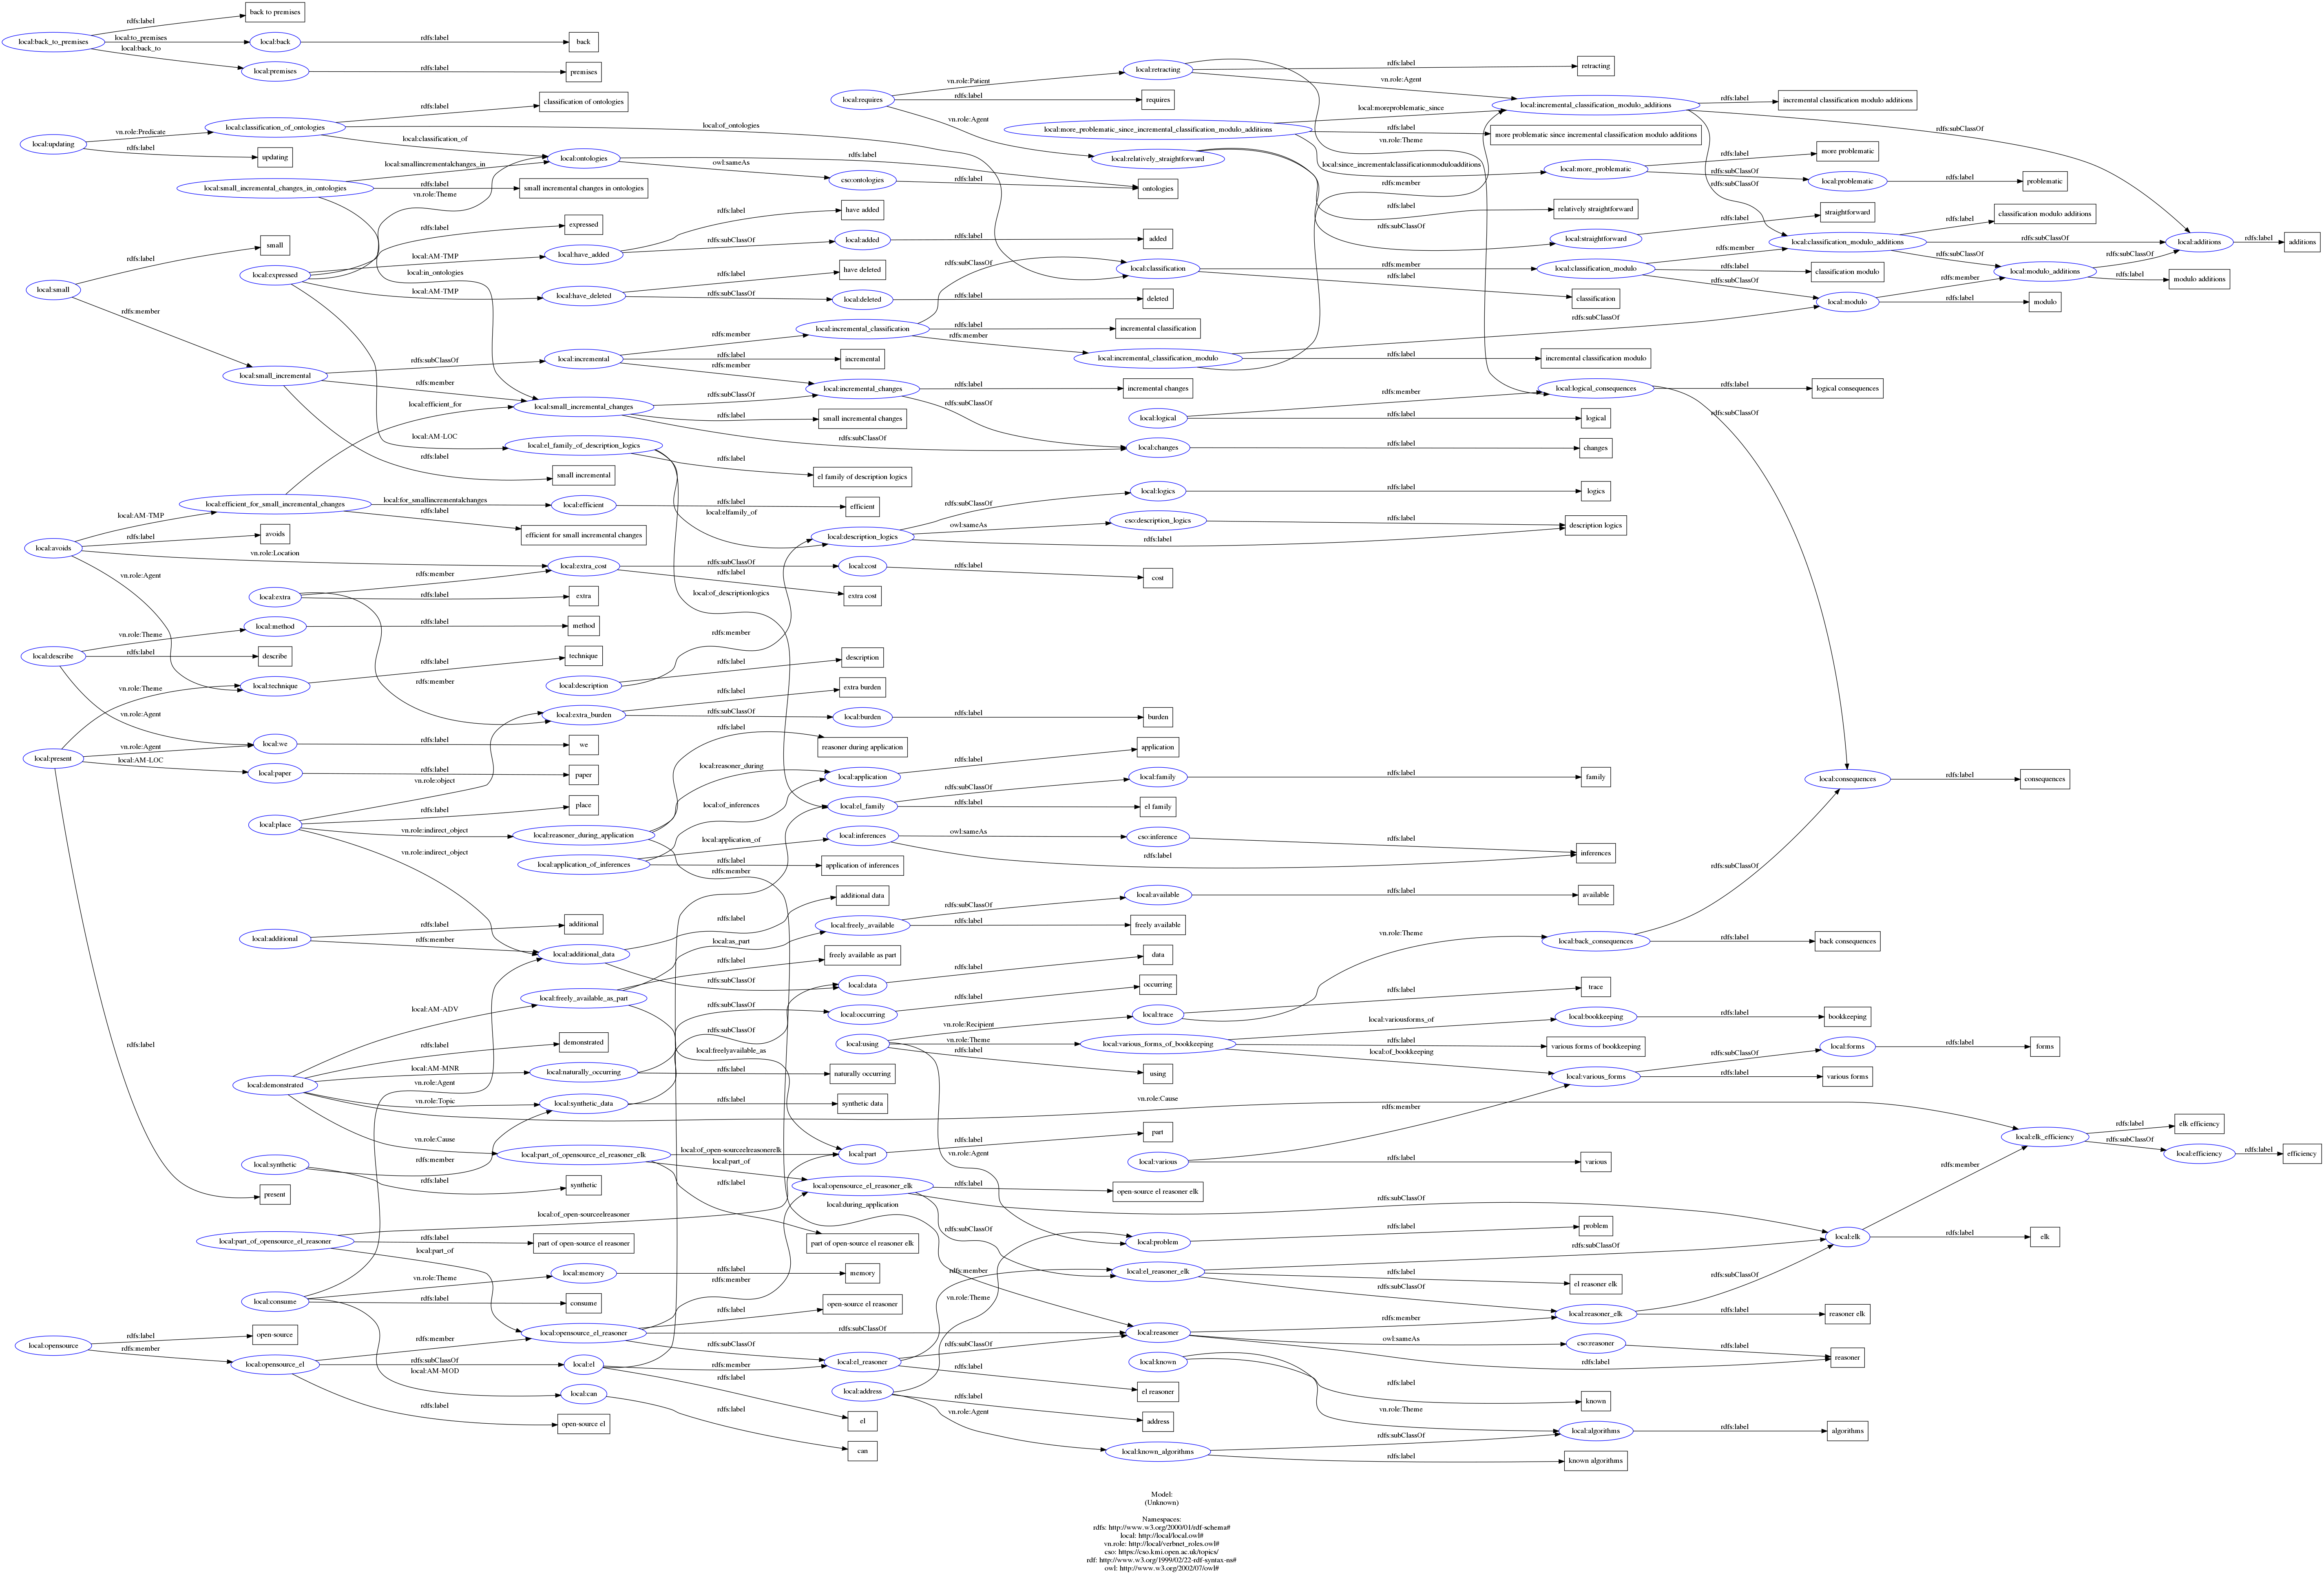 rdfs:label
back to premises
local:back_to_premises
local:to_premises
local:back
rdfs:label
back
local:back_to
local:premises
rdfs:label
premises
local:updating
vn.role:Predicate
rdfs:label
updating
local:classification_of_ontologies
rdfs:label
classification of ontologies
local:of_ontologies
local:classification_of
local:smallincrementalchanges_in
local:small_incremental_changes_in_ontologies
rdfs:label
small incremental changes in ontologies
local:in_ontologies
local:ontologies
rdfs:label
owl:sameAs
cso:ontologies
rdfs:label
ontologies
local:small
rdfs:label
small
rdfs:member
local:expressed
vn.role:Theme
rdfs:label
expressed
local:AM-TMP
local:have_added
rdfs:label
have added
rdfs:subClassOf
local:added
rdfs:label
added
local:AM-TMP
local:have_deleted
rdfs:label
have deleted
rdfs:subClassOf
local:deleted
rdfs:label
deleted
local:AM-LOC
local:small_incremental
rdfs:subClassOf
rdfs:member
rdfs:label
small incremental
local:incremental
rdfs:member
rdfs:label
incremental
rdfs:member
local:incremental_classification
rdfs:subClassOf
rdfs:label
incremental classification
rdfs:member
local:incremental_classification_modulo
rdfs:label
incremental classification modulo
rdfs:subClassOf
rdfs:member
local:incremental_changes
rdfs:label
incremental changes
rdfs:subClassOf
local:small_incremental_changes
rdfs:subClassOf
rdfs:label
small incremental changes
rdfs:subClassOf
local:changes
rdfs:label
changes
local:el_family_of_description_logics
rdfs:label
el family of description logics
local:elfamily_of
local:of_descriptionlogics
local:requires
vn.role:Patient
rdfs:label
requires
vn.role:Agent
local:retracting
rdfs:label
retracting
vn.role:Agent
vn.role:Theme
local:more_problematic_since_incremental_classification_modulo_additions
local:moreproblematic_since
rdfs:label
more problematic since incremental classification modulo additions
local:since_incrementalclassificationmoduloadditions
local:incremental_classification_modulo_additions
rdfs:label
incremental classification modulo additions
rdfs:subClassOf
rdfs:subClassOf
local:relatively_straightforward
rdfs:label
relatively straightforward
rdfs:subClassOf
local:more_problematic
rdfs:label
more problematic
rdfs:subClassOf
local:problematic
rdfs:label
problematic
local:straightforward
rdfs:label
straightforward
local:classification
rdfs:member
rdfs:label
classification
local:classification_modulo
rdfs:member
rdfs:label
classification modulo
rdfs:subClassOf
local:classification_modulo_additions
rdfs:label
classification modulo additions
rdfs:subClassOf
rdfs:subClassOf
local:modulo
rdfs:member
rdfs:label
modulo
local:modulo_additions
rdfs:subClassOf
rdfs:label
modulo additions
local:additions
rdfs:label
additions
local:logical
rdfs:member
rdfs:label
logical
local:logical_consequences
rdfs:label
logical consequences
rdfs:subClassOf
local:avoids
local:AM-TMP
rdfs:label
avoids
vn.role:Location
vn.role:Agent
local:efficient_for_small_incremental_changes
local:efficient_for
local:for_smallincrementalchanges
rdfs:label
efficient for small incremental changes
local:efficient
rdfs:label
efficient
local:extra
rdfs:member
rdfs:label
extra
rdfs:member
local:extra_cost
rdfs:subClassOf
rdfs:label
extra cost
local:cost
rdfs:label
cost
local:description_logics
rdfs:subClassOf
local:logics
rdfs:label
logics
owl:sameAs
cso:description_logics
rdfs:label
description logics
rdfs:label
local:describe
vn.role:Theme
rdfs:label
describe
vn.role:Agent
local:method
rdfs:label
method
local:technique
rdfs:label
technique
local:description
rdfs:member
rdfs:label
description
local:present
vn.role:Theme
vn.role:Agent
local:AM-LOC
rdfs:label
present
local:we
rdfs:label
we
local:paper
rdfs:label
paper
local:extra_burden
rdfs:label
extra burden
rdfs:subClassOf
local:burden
rdfs:label
burden
local:place
vn.role:object
rdfs:label
place
vn.role:indirect_object
vn.role:indirect_object
local:reasoner_during_application
rdfs:label
reasoner during application
local:reasoner_during
local:during_application
local:application
rdfs:label
application
local:application_of_inferences
local:of_inferences
local:application_of
rdfs:label
application of inferences
local:el_family
rdfs:subClassOf
local:family
rdfs:label
family
rdfs:label
el family
local:inferences
owl:sameAs
cso:inference
rdfs:label
rdfs:label
inferences
local:consequences
rdfs:label
consequences
local:additional
rdfs:label
additional
rdfs:member
local:additional_data
rdfs:label
additional data
rdfs:subClassOf
local:freely_available_as_part
local:as_part
rdfs:label
freely available as part
local:freelyavailable_as
local:freely_available
rdfs:subClassOf
local:available
rdfs:label
available
rdfs:label
freely available
local:data
rdfs:label
data
local:occurring
rdfs:label
occurring
local:back_consequences
rdfs:subClassOf
rdfs:label
back consequences
local:demonstrated
local:AM-ADV
rdfs:label
demonstrated
local:AM-MNR
vn.role:Topic
vn.role:Cause
vn.role:Cause
local:naturally_occurring
rdfs:subClassOf
rdfs:label
naturally occurring
local:synthetic_data
rdfs:subClassOf
rdfs:label
synthetic data
local:using
vn.role:Recipient
vn.role:Theme
rdfs:label
using
vn.role:Agent
local:trace
vn.role:Theme
rdfs:label
trace
local:various_forms_of_bookkeeping
local:variousforms_of
rdfs:label
various forms of bookkeeping
local:of_bookkeeping
local:bookkeeping
rdfs:label
bookkeeping
local:various_forms
rdfs:subClassOf
local:forms
rdfs:label
forms
rdfs:label
various forms
local:various
rdfs:member
rdfs:label
various
local:synthetic
rdfs:member
rdfs:label
synthetic
local:part_of_opensource_el_reasoner_elk
local:of_open-sourceelreasonerelk
local:part_of
rdfs:label
part of open-source el reasoner elk
local:part
rdfs:label
part
local:opensource_el_reasoner_elk
rdfs:label
open-source el reasoner elk
rdfs:subClassOf
rdfs:subClassOf
local:elk_efficiency
rdfs:label
elk efficiency
rdfs:subClassOf
local:efficiency
rdfs:label
efficiency
local:part_of_opensource_el_reasoner
local:of_open-sourceelreasoner
rdfs:label
part of open-source el reasoner
local:part_of
local:problem
rdfs:label
problem
local:elk
rdfs:member
rdfs:label
elk
local:consume
vn.role:Agent
vn.role:Theme
rdfs:label
consume
local:AM-MOD
local:memory
rdfs:label
memory
local:el_reasoner_elk
rdfs:subClassOf
rdfs:label
el reasoner elk
rdfs:subClassOf
local:reasoner_elk
rdfs:subClassOf
rdfs:label
reasoner elk
local:opensource
rdfs:label
open-source
rdfs:member
local:opensource_el
rdfs:member
rdfs:subClassOf
rdfs:label
open-source el
local:opensource_el_reasoner
rdfs:member
rdfs:label
open-source el reasoner
rdfs:subClassOf
rdfs:subClassOf
local:el
rdfs:member
rdfs:member
rdfs:label
el
local:can
rdfs:label
can
local:el_reasoner
rdfs:member
rdfs:subClassOf
rdfs:label
el reasoner
local:reasoner
rdfs:member
owl:sameAs
cso:reasoner
rdfs:label
rdfs:label
reasoner
local:address
vn.role:Theme
rdfs:label
address
vn.role:Agent
local:known
rdfs:label
known
vn.role:Theme
local:known_algorithms
rdfs:subClassOf
rdfs:label
known algorithms
local:algorithms
rdfs:label
algorithms
Model:
(Unknown)
Namespaces:
rdfs: http://www.w3.org/2000/01/rdf-schema#
local: http://local/local.owl#
vn.role: http://local/verbnet_roles.owl#
cso: https://cso.kmi.open.ac.uk/topics/
rdf: http://www.w3.org/1999/02/22-rdf-syntax-ns#
owl: http://www.w3.org/2002/07/owl#